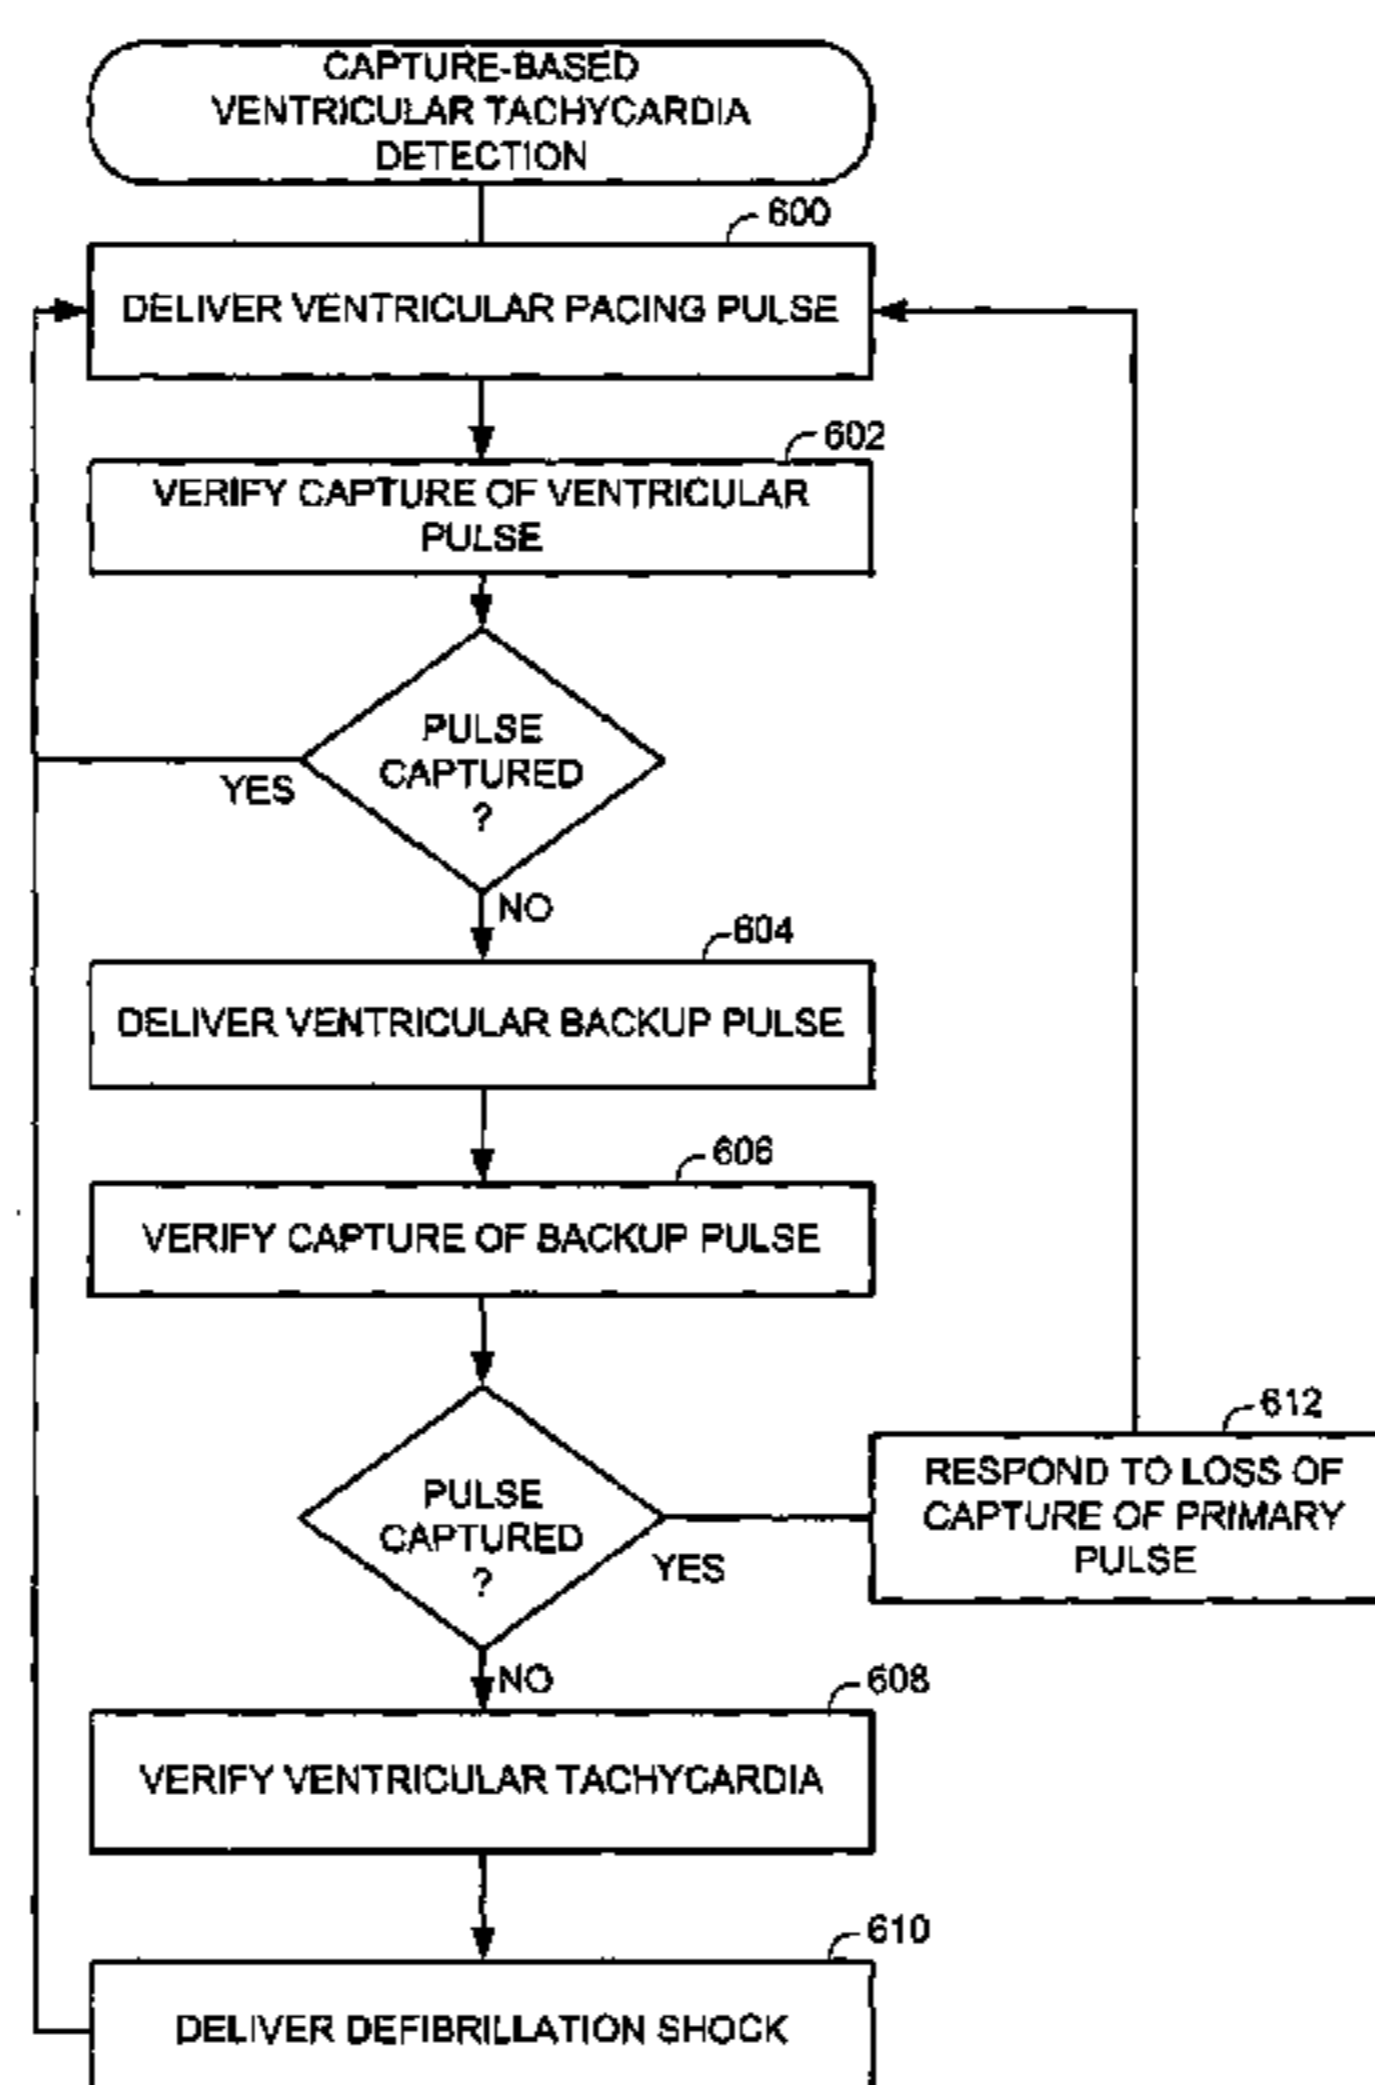 CAPTURE-BASED
VENTRICULAR TACHYCARDIA
DETECTION
600
DELIVER VENTRICULAR PACING PULSE
602
VERIFY CAPTURE OF VENTRICULAR
PULSE
PULSE
CAPTURED
?
YES
NO
604
DELIVER VENTRICULAR BACKUP PULSE
606
VERIFY CAPTURE OF BACKUP PULSE
PULSE
CAPTURED
?
YES
612
RESPOND TO LOSS OF
CAPTURE OF PRIMARY
PULSE
NO
608
VERIFY VENTRICULAR TACHYCARDIA
610
DELIVER DEFIBRILLATION SHOCK